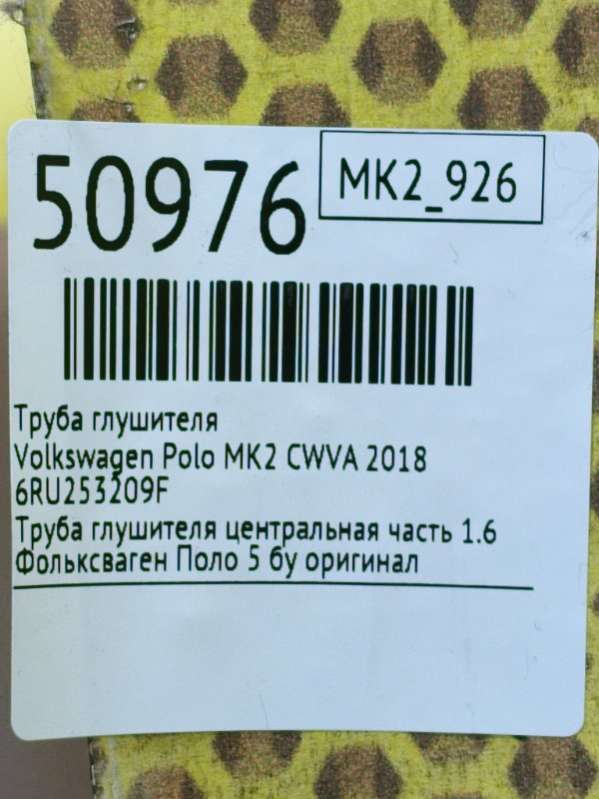 50976
MK2_926
Труба глушителя
Volkswagen Polo MK2 CWVA 2018
6RU253209F
Труба глушителя центральная часть 1.6
Фольксваген Поло 5 бу оригинал